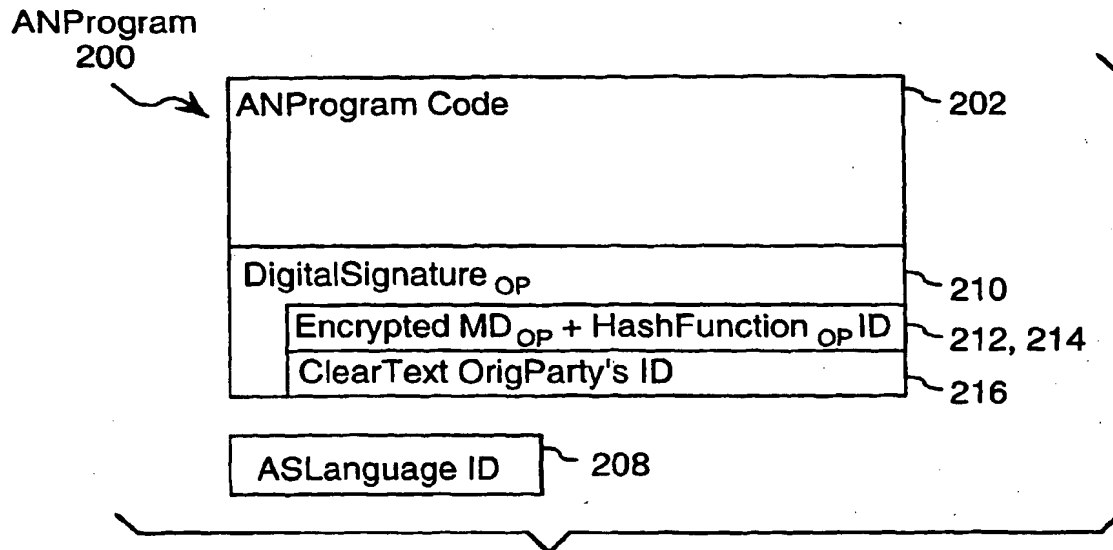 ANProgram
200
ANProgram Code
202
DigitalSignature OP
210
Encrypted MD OP + HashFunction OP ID
212, 214
ClearText OrigParty's ID
216
ASLanguage ID
208